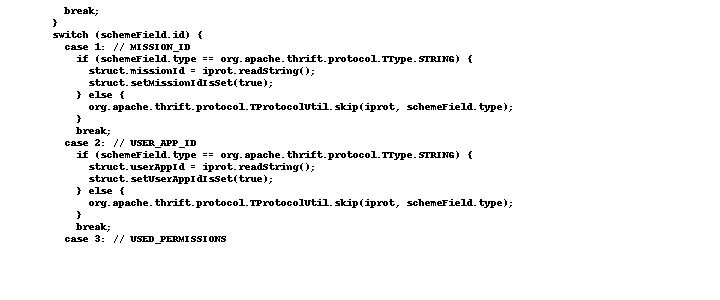 break;
}
switch (schemeField.id) {
case 1: // MISSION_ID
if (schemeField.type == org.apache.thrift.protocol.TType.STRING) {
struct.missionId = iprot.readString();
struct.setMissionIdIsSet(true);
} else {
org.apache.thrift.protocol.TProtocolUtil.skip(iprot, schemeField.type);
}
break;
case 2: // USER_APP_ID
if (schemeField.type == org.apache.thrift.protocol.TType.STRING) {
struct.userAppId = iprot.readString();
struct.setUserAppIdIsSet(true);
} else {
org.apache.thrift.protocol.TProtocolUtil.skip(iprot, schemeField.type);
}
break;
case 3: // USED_PERMISSIONS